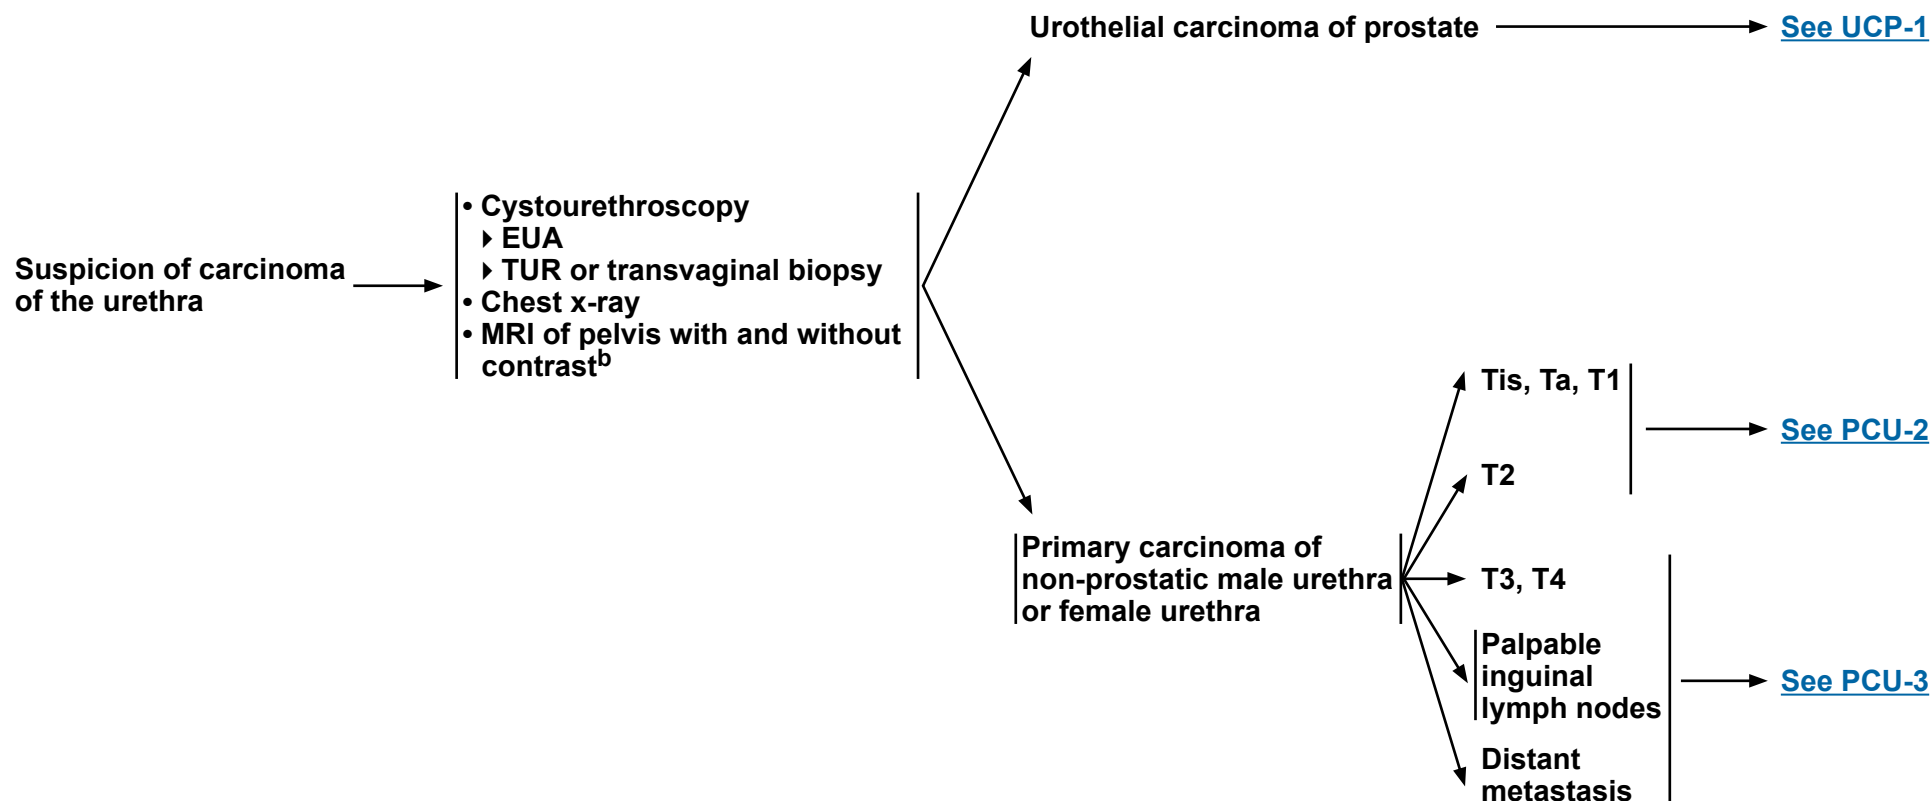 Urothelial carcinoma of prostate
See UCP-1
Suspicion of carcinoma
of the urethra
• Cystourethroscopy
▸ EUA
▸ TUR or transvaginal biopsy
• Chest x-ray
• MRI of pelvis with and without
contrastb
Primary carcinoma of
non-prostatic male urethra
or female urethra
Tis, Ta, T1
T2
See PCU-2
T3, T4
Palpable
inguinal
lymph nodes
Distant
metastasis
See PCU-3